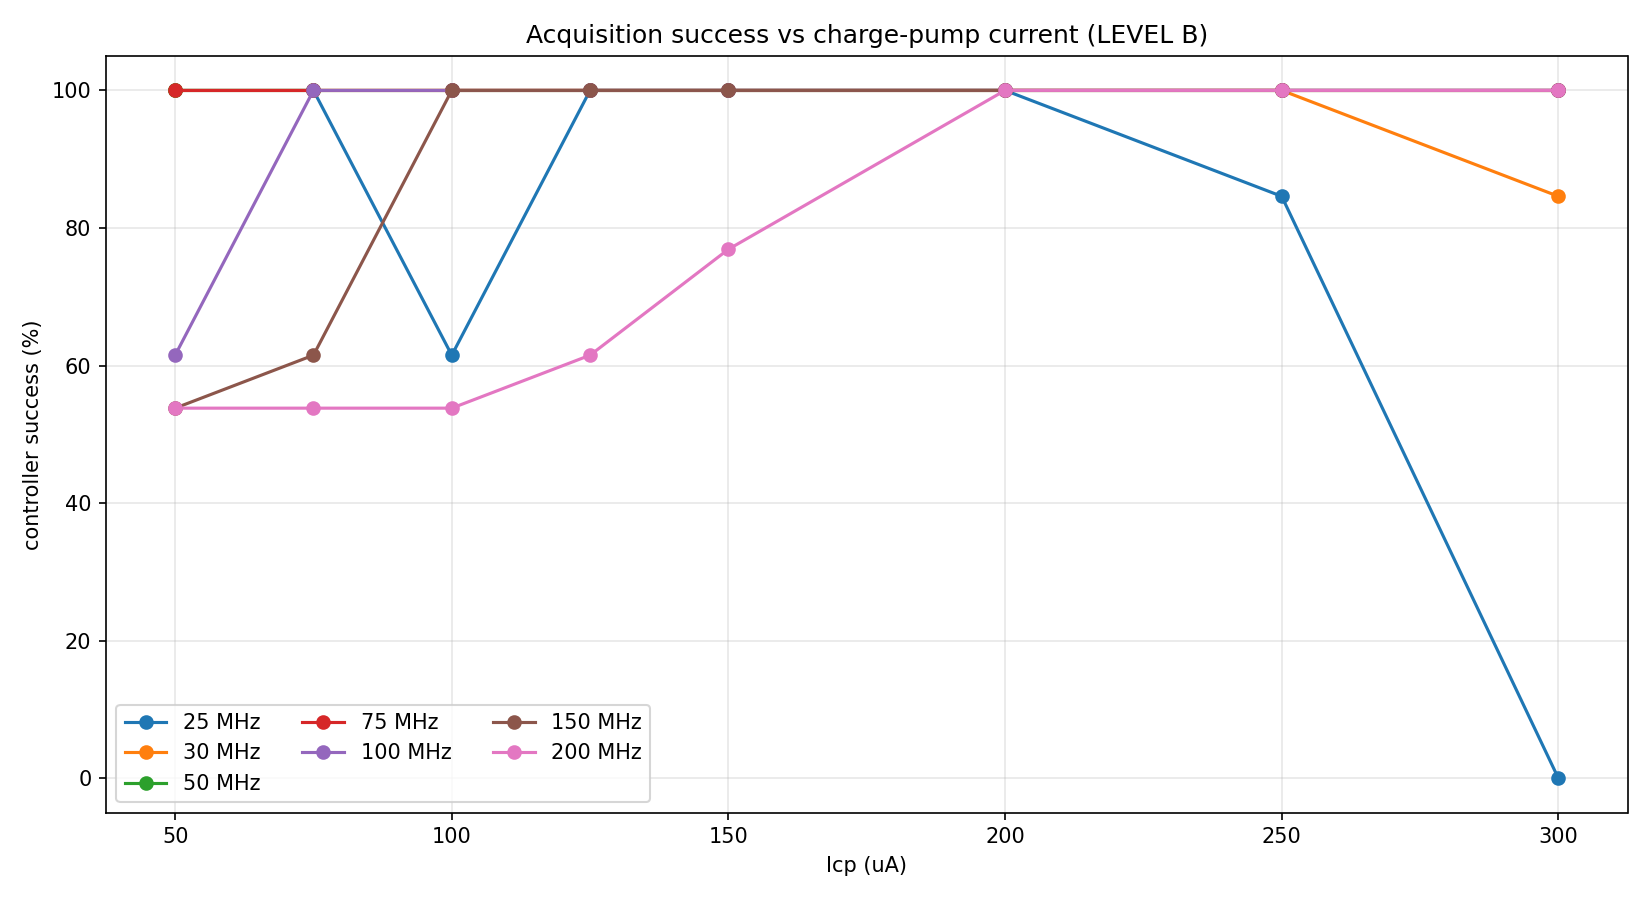 Acquisition success vs charge-pump current (LEVEL B)
controller success (%)
100
80
60
40
20
0
25 MHz
30 MHz
50 MHz
75 MHz
100 MHz
150 MHz
200 MHz
50
100
150
200
250
300
Icp (uA)